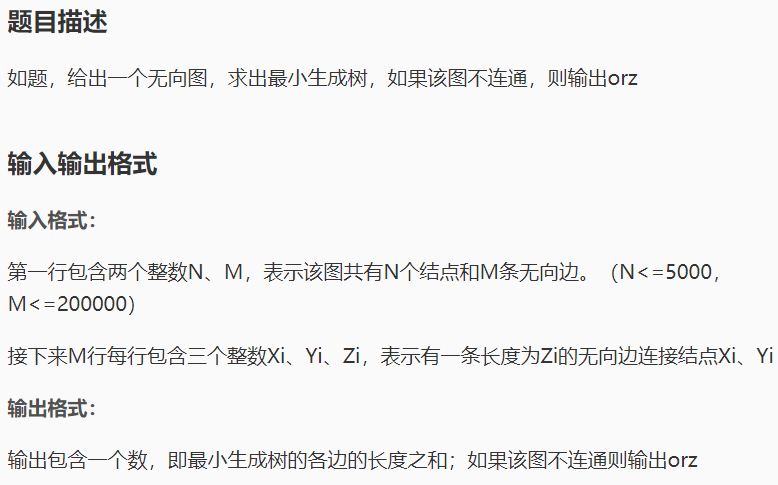 题目描述
如题，给出一个无向图，求出最小生成树，如果该图不连通，则输出orz
输入输出格式
输入格式：
第一行包含两个整数N、M，表示该图共有N个结点和M条无向边。（N<=5000，
M<=200000）
接下来M行每行包含三个整数Xi、Yi、Zi，表示有一条长度为Zi的无向边连接结点Xi、Yi
输出格式：
输出包含一个数，即最小生成树的各边的长度之和；如果该图不连通则输出orz